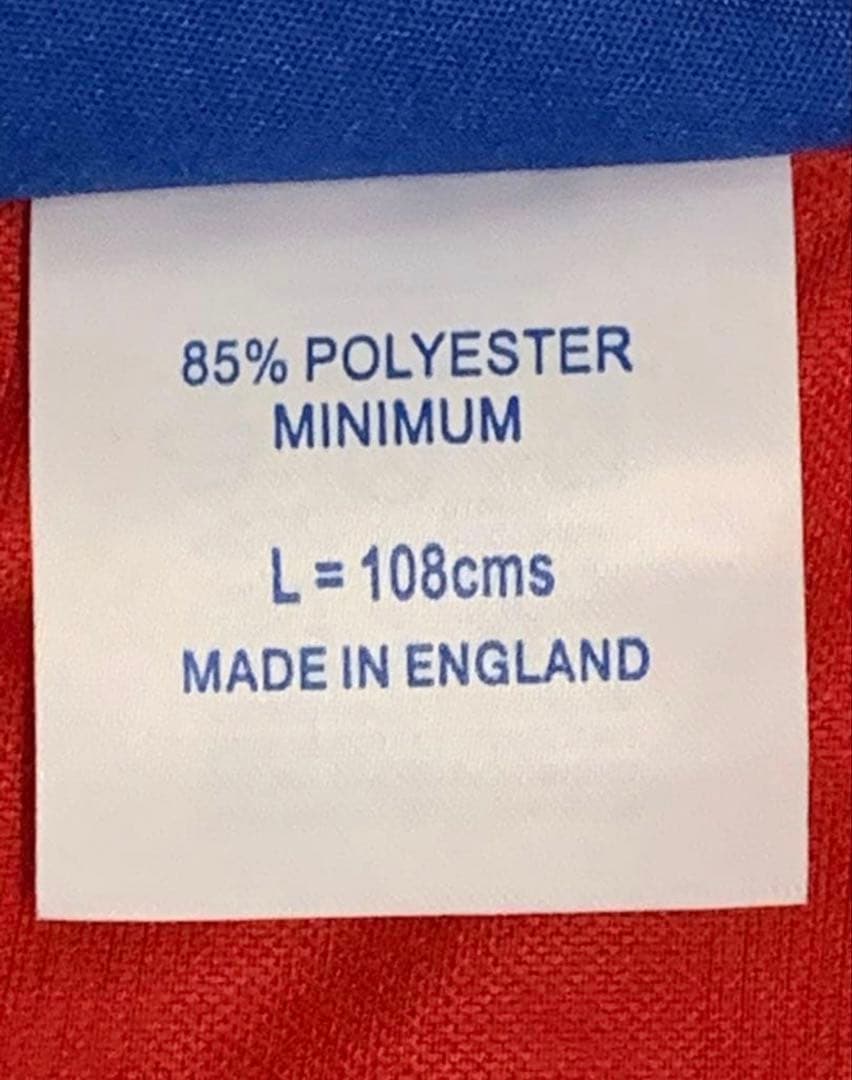 85% POLYESTER
MINIMUM
L = 108cms
MADE IN ENGLAND